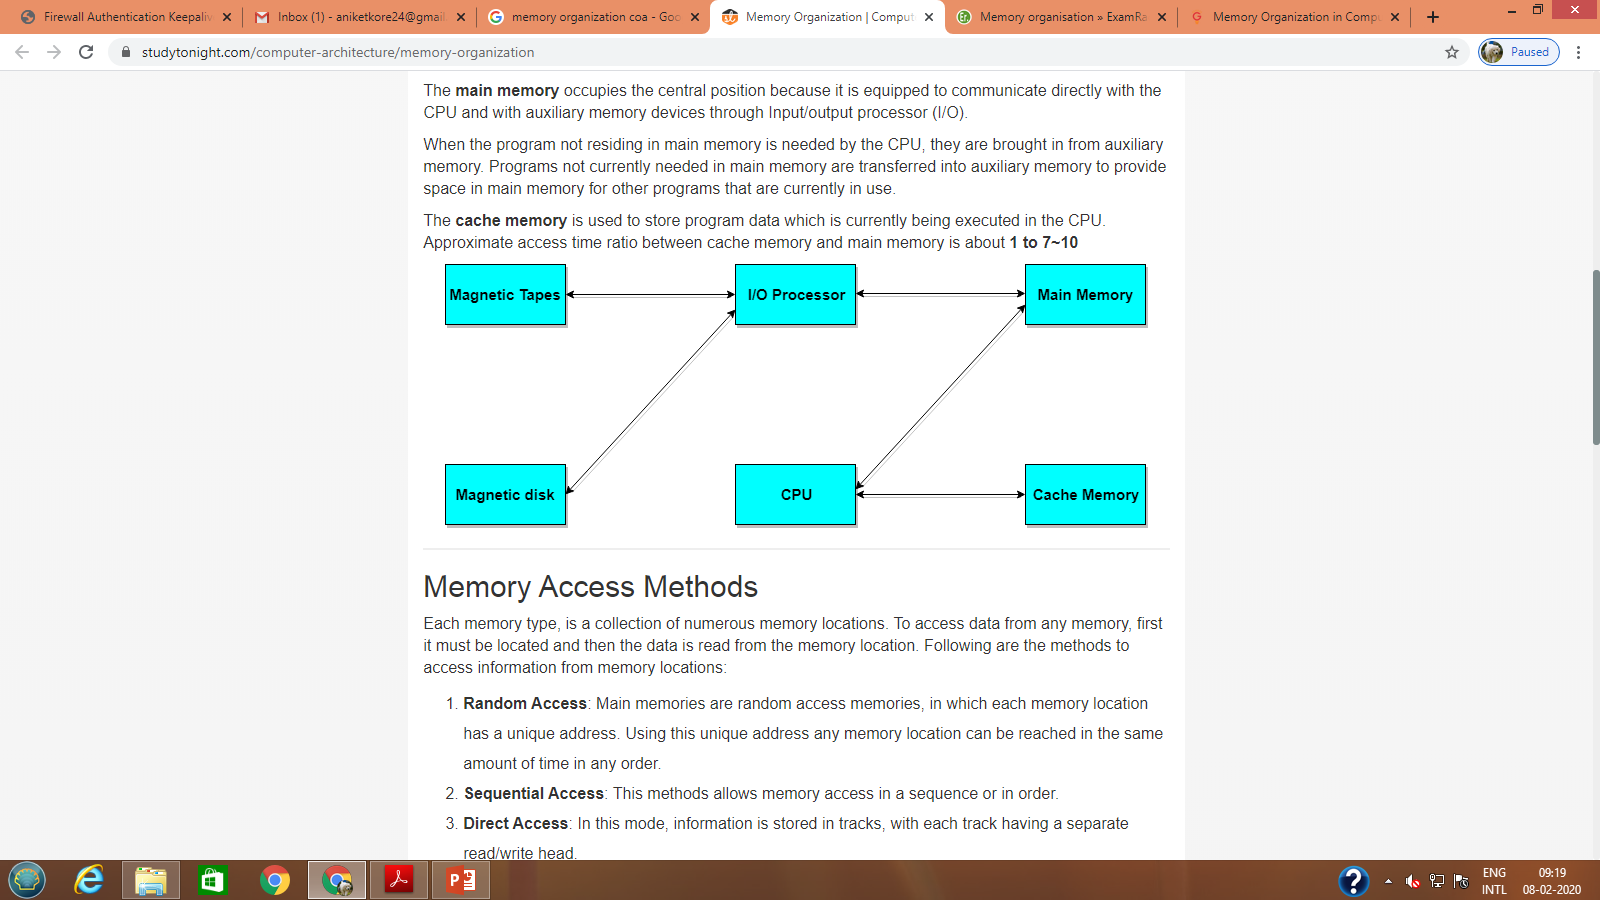 Firewall Authentication Keepaliv
Inbox (1) - aniketkore24@gmail.
memory organization coa - Goo
Memory Organization | Comput
Memory organisation » ExamRa
Memory Organization in Compu
studytonight.com/computer-architecture/memory-organization
Paused
The main memory occupies the central position because it is equipped to communicate directly with the
CPU and with auxiliary memory devices through Input/output processor (I/O).
When the program not residing in main memory is needed by the CPU, they are brought in from auxiliary
memory. Programs not currently needed in main memory are transferred into auxiliary memory to provide
space in main memory for other programs that are currently in use.
The cache memory is used to store program data which is currently being executed in the CPU.
Approximate access time ratio between cache memory and main memory is about 1 to 7~10
Magnetic Tapes
I/O Processor
Main Memory
Magnetic disk
CPU
Cache Memory
Memory Access Methods
Each memory type, is a collection of numerous memory locations. To access data from any memory, first
it must be located and then the data is read from the memory location. Following are the methods to
access information from memory locations:
1. Random Access: Main memories are random access memories, in which each memory location
has a unique address. Using this unique address any memory location can be reached in the same
amount of time in any order.
2. Sequential Access: This methods allows memory access in a sequence or in order.
3. Direct Access: In this mode, information is stored in tracks, with each track having a separate
read/write head.
ENG
INTL
09:19
08-02-2020